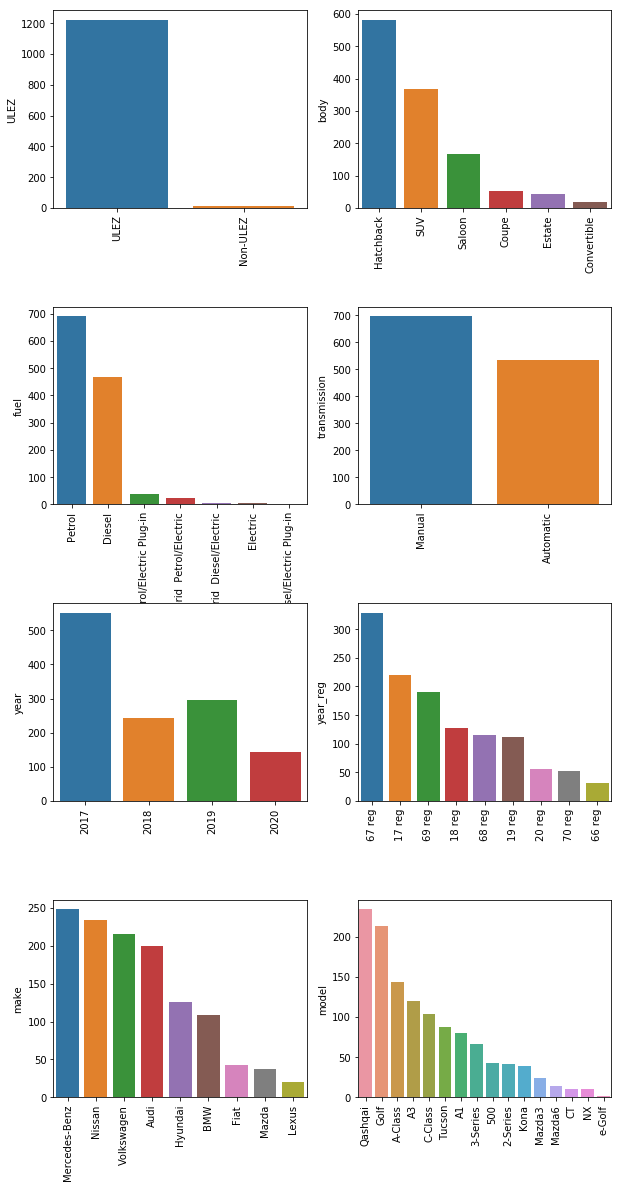 1200
1000
800
600
400
200
0
ULEZ
ULEZ
Non-ULEZ
600
500
400
300
200
100
0
body
Hatchback
SUV
Saloon
Coupe
Estate
Convertible
700
600
500
400
300
200
100
0
fuel
Petrol
Diesel
rol/Electric Plug-in
rid Petrol/Electric
rid Diesel/Electric
Electric
sel/Electric Plug-in
700
600
500
400
300
200
100
0
transmission
Manual
Automatic
500
400
300
200
100
0
year
2017
2018
2019
2020
300
250
200
150
100
50
0
year_reg
67 reg
17 reg
69 reg
18 reg
68 reg
19 reg
20 reg
70 reg
66 reg
250
200
150
100
50
0
make
Mercedes-Benz
Nissan
Volkswagen
Audi
Hyundai
BMW
Fiat
Mazda
Lexus
200
150
100
50
0
model
Qashqai
Golf
A-Class
A3
C-Class
Tucson
A1
3-Series
500
2-Series
Kona
Mazda3
Mazda6
CT
NX
e-Golf